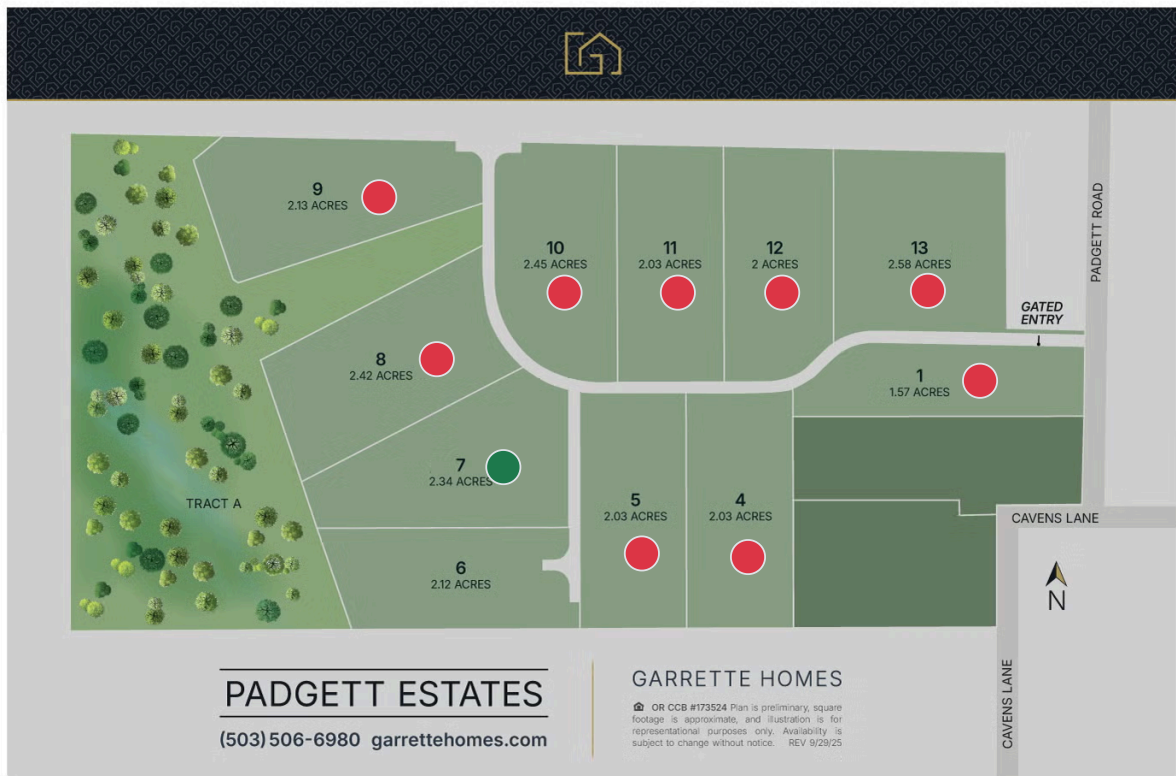 9
2.13 ACRES
10
2.45 ACRES
11
2.03 ACRES
12
2 ACRES
13
2.58 ACRES
PADGETT ROAD
GATED
ENTRY
8
2.42 ACRES
1
1.57 ACRES
7
2.34 ACRES
5
2.03 ACRES
4
2.03 ACRES
TRACT A
CAVENS LANE
6
2.12 ACRES
N
CAVENS LANE
PADGETT ESTATES
(503) 506-6980 garrettehomes.com
GARRETTE HOMES
OR CCB #173524 Plan is preliminary, square
footage is approximate, and illustration is for
representational purposes only. Availability is
subject to change without notice. REV 9/29/25